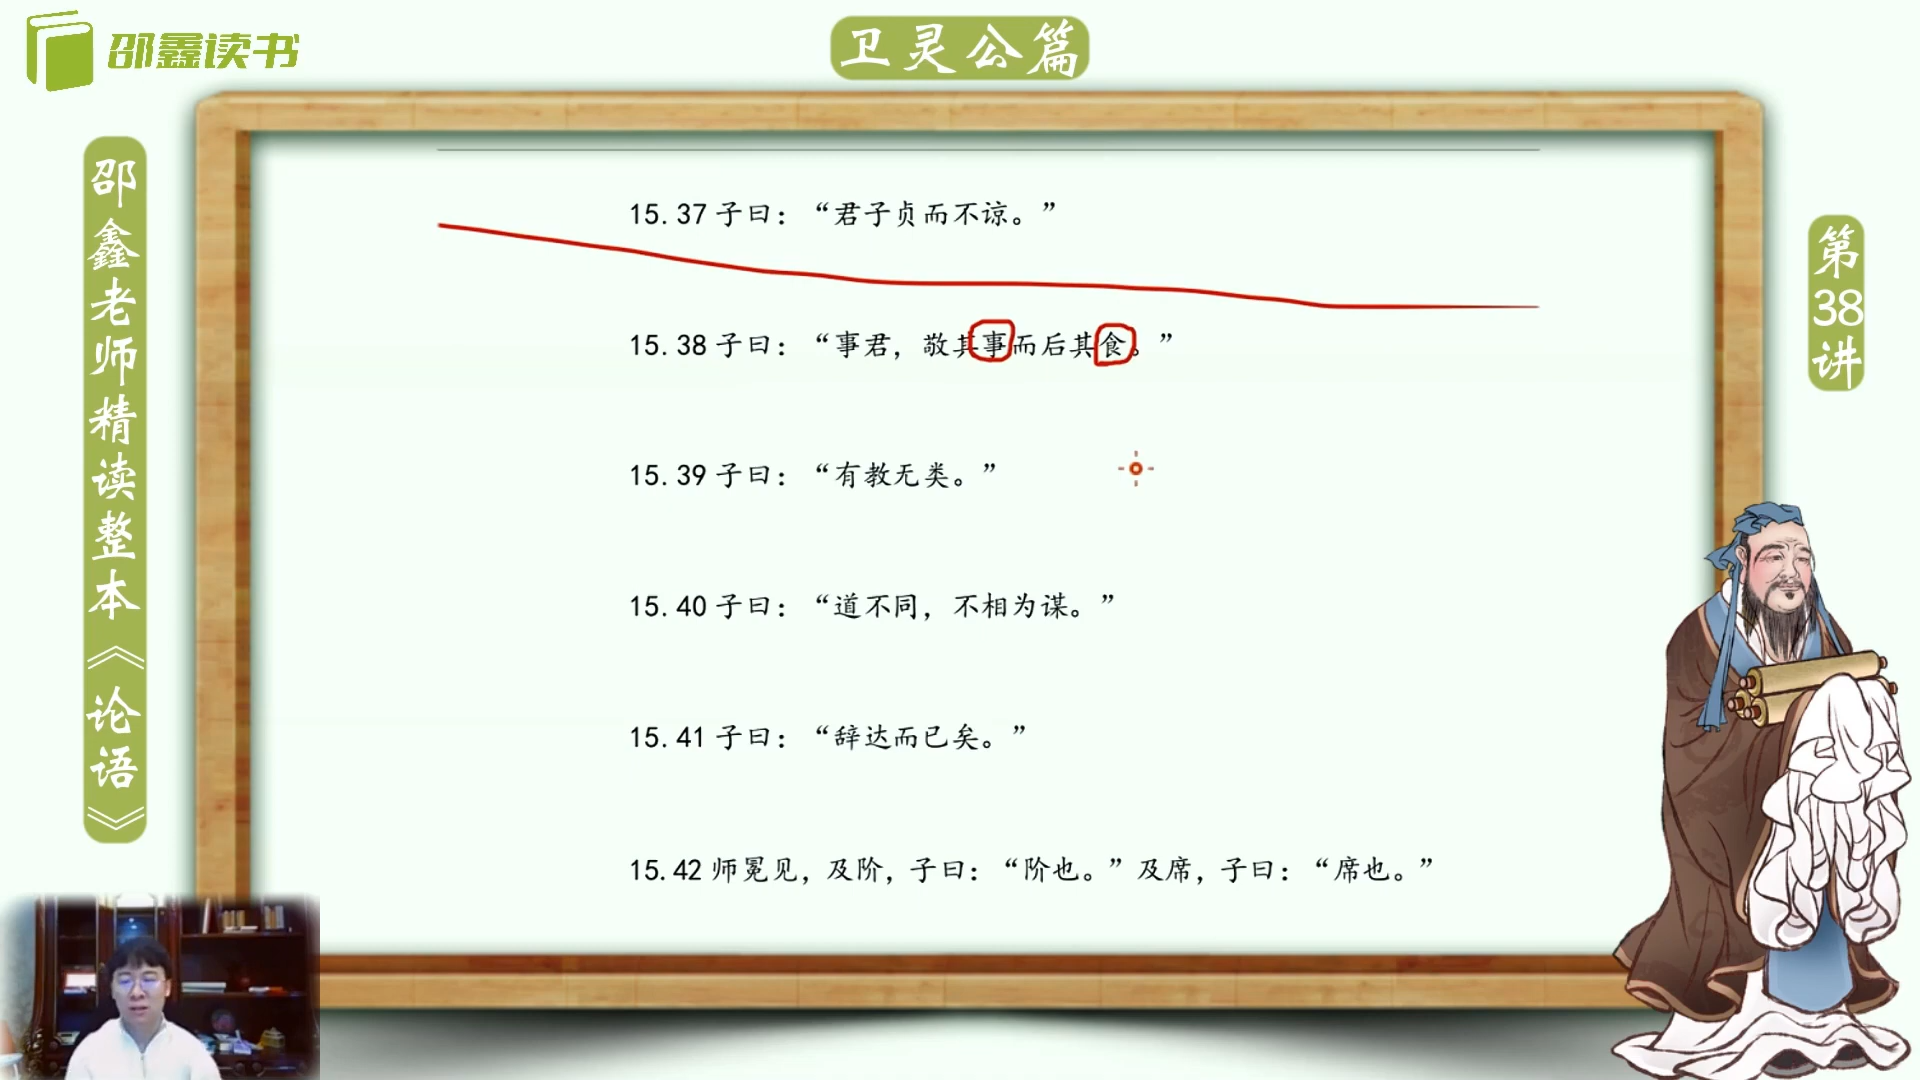 邵鑫读书
卫灵公篇
邵鑫老师精读整本《论语》
第38讲
15.37 子曰：“君子贞而不谅。”
15.38 子曰：“事君，敬其事而后其食。”
15.39 子曰：“有教无类。”
15.40 子曰：“道不同，不相为谋。”
15.41 子曰：“辞达而已矣。”
15.42 师冕见，及阶，子曰：“阶也。”及席，子曰：“席也。”